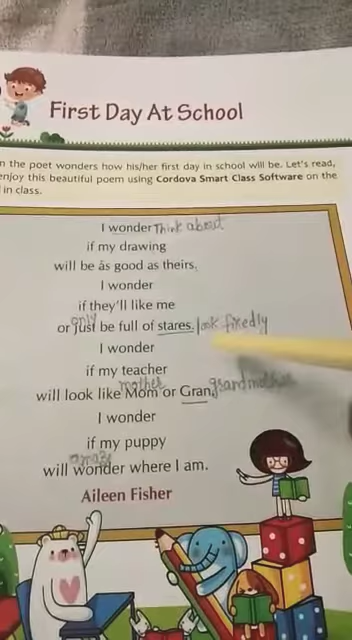 First Day At School
n the poet wonders how his/her first day in school will be. Let's read,
enjoy this beautiful poem using Cordova Smart Class Software on the
in class.
I wonder Think about
if my drawing
will be as good as theirs.
I wonder
if they'll like me
only
or just be full of stares. look fixedly
I wonder
if my teacher
mother
will look like Mom or Gran, grandmother
I wonder
if my puppy
amaze
will wonder where I am.
Aileen Fisher